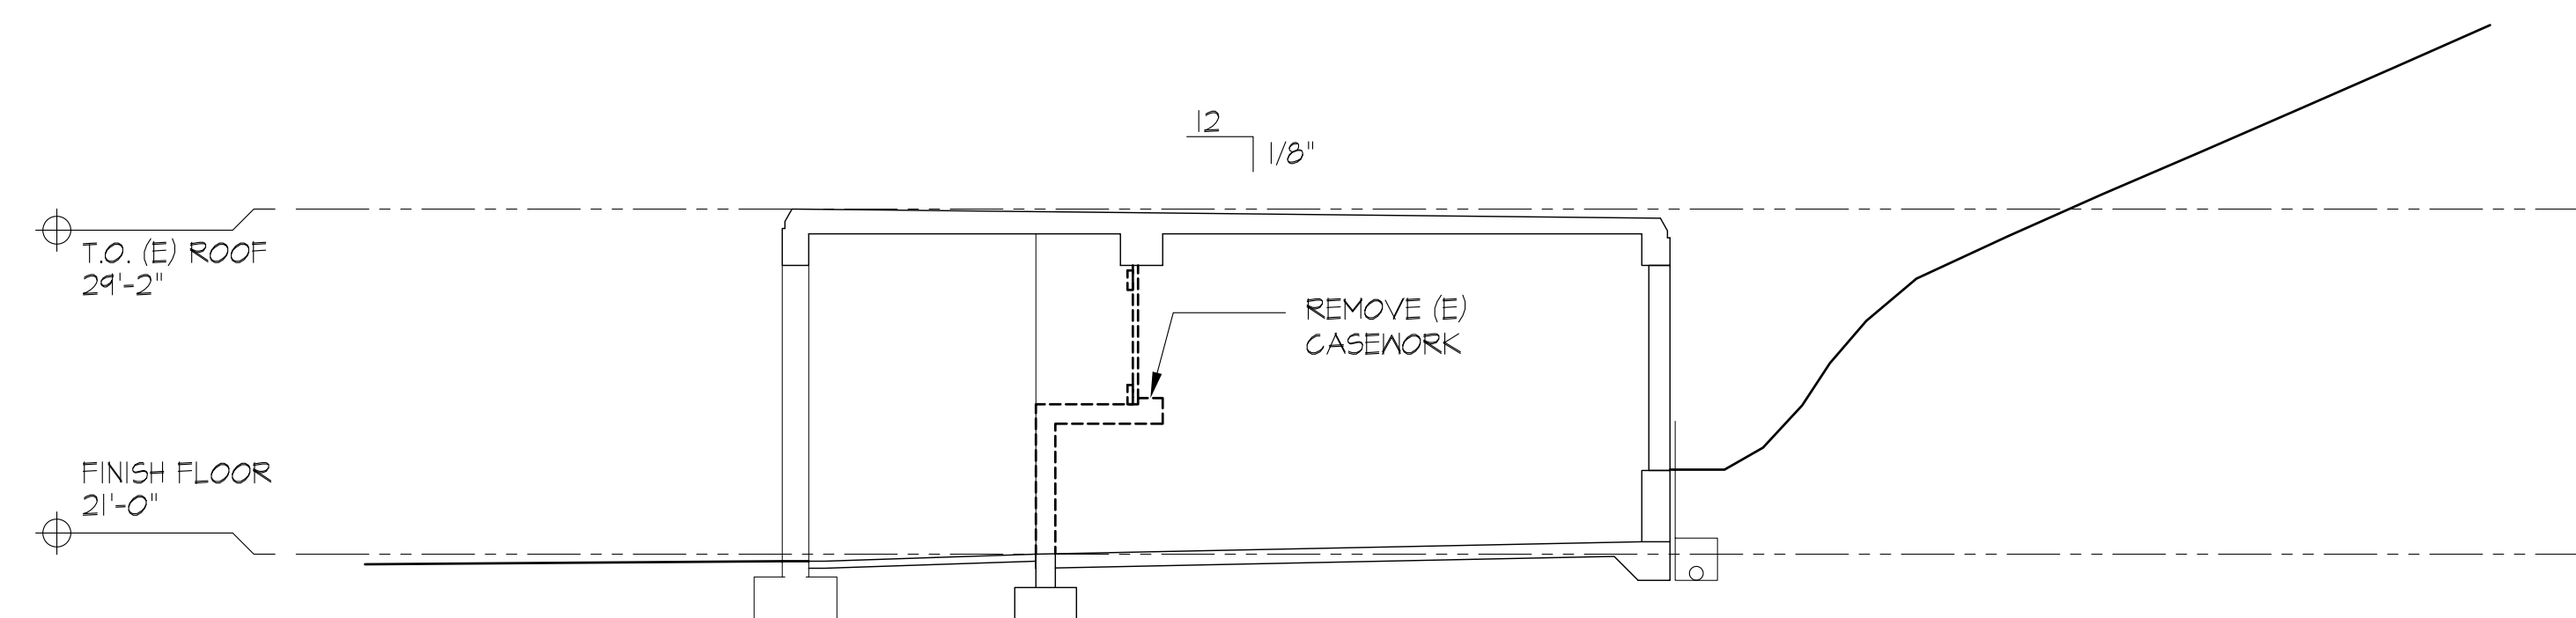 12
1/8"
T.O. (E) ROOF
29'-2"
REMOVE (E)
CASEWORK
FINISH FLOOR
21'-0"